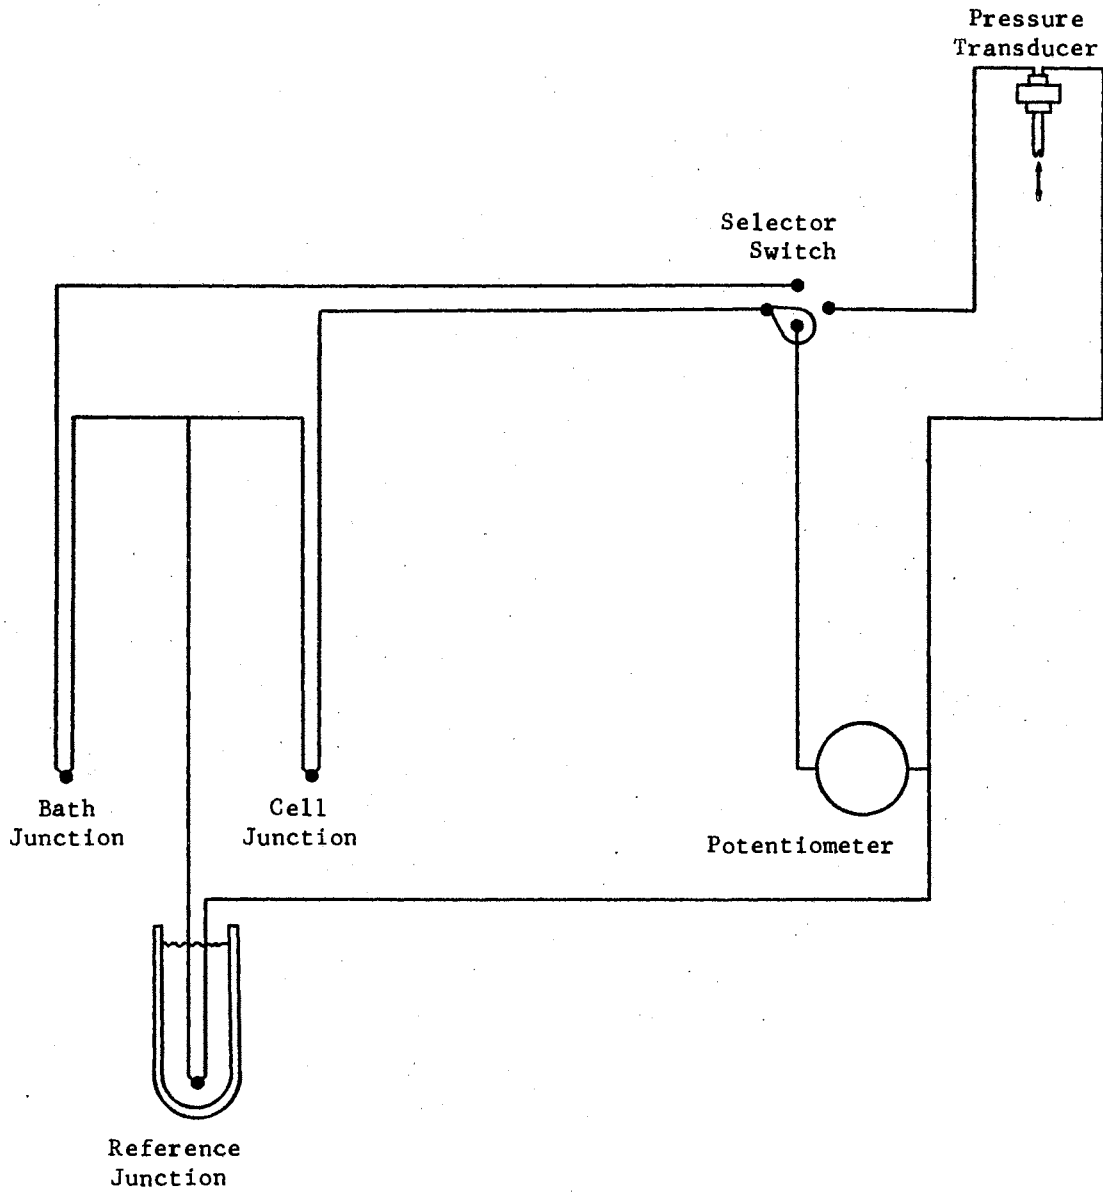 Pressure
Transducer
Selector
Switch
Bath
Junction
Cell
Junction
Potentiometer
Reference
Junction